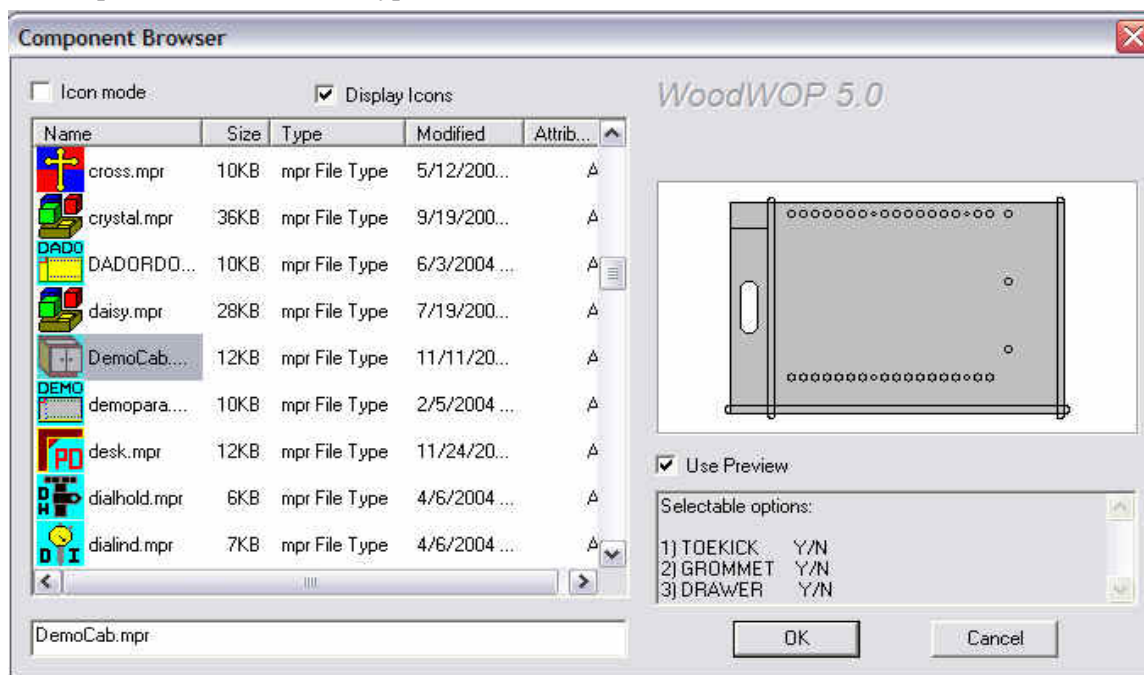 Component Browser
Icon mode
Display Icons
WoodWOP 5.0
Name Size Type Modified Attrib...
cross.mpr 10KB mpr File Type 5/12/200... A
crystal.mpr 36KB mpr File Type 9/19/200... A
DADO
DADORDO... 10KB mpr File Type 6/3/2004 ... A
daisy.mpr 28KB mpr File Type 7/19/200... A
DemoCab.... 12KB mpr File Type 11/11/20... A
DEMO
demopara.... 10KB mpr File Type 2/5/2004 ... A
PD desk.mpr 12KB mpr File Type 11/24/20... A
D H dialhold.mpr 6KB mpr File Type 4/6/2004 ... A
D I dialind.mpr 7KB mpr File Type 4/6/2004 ... A
Use Preview
Selectable options:
1) TOEKICK Y/N
2) GROMMET Y/N
3) DRAWER Y/N
DemoCab.mpr
OK
Cancel